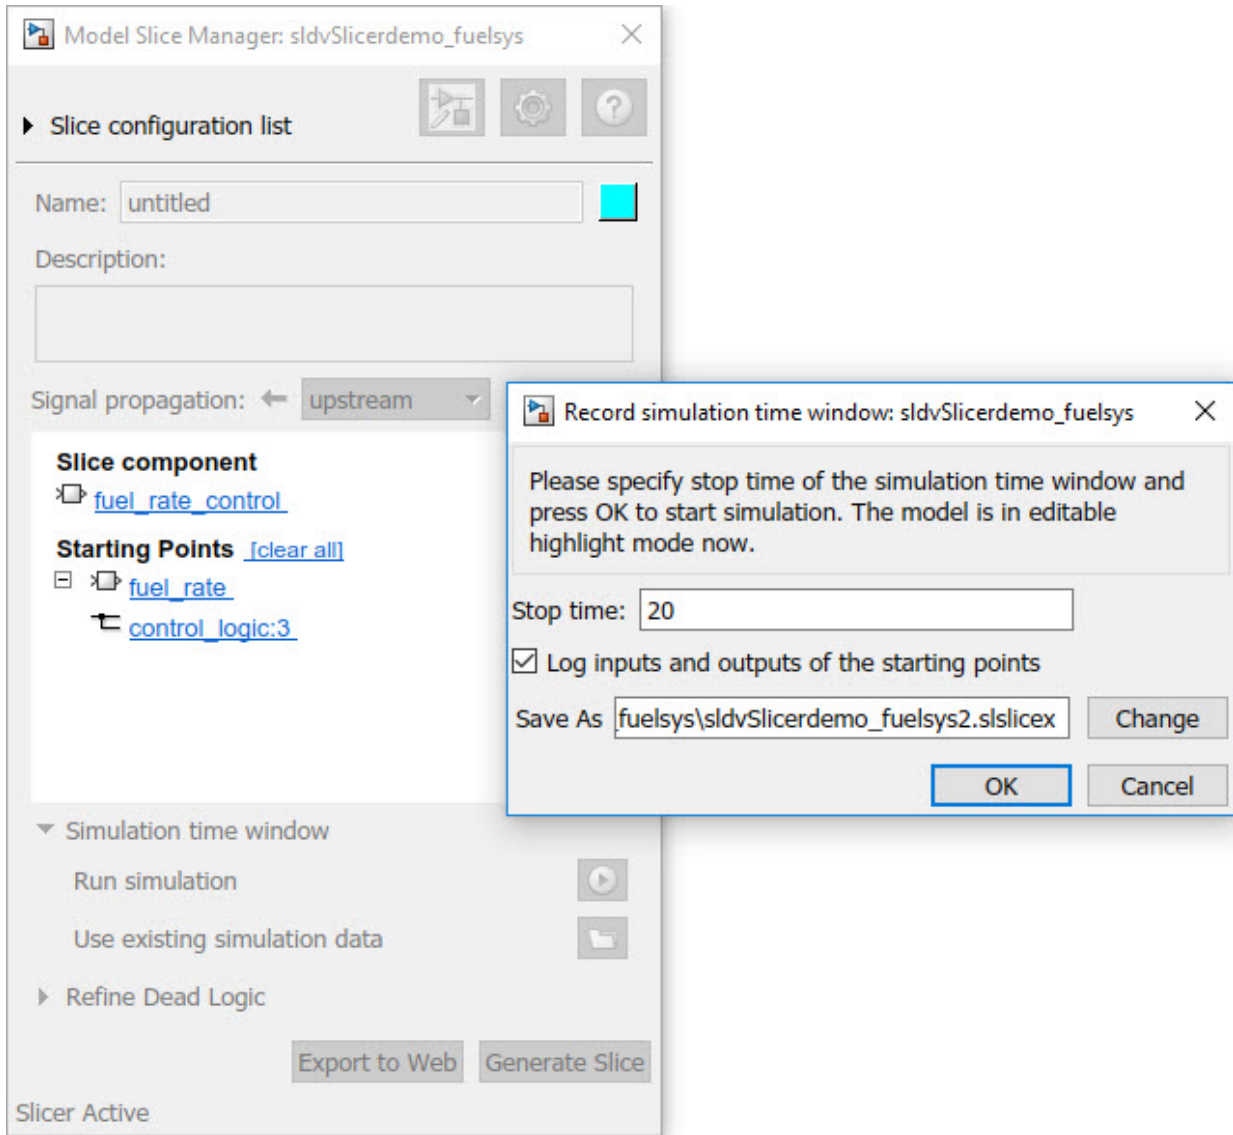 Model Slice Manager: sldvSlicerdemo_fuelsys
Slice configuration list
Name: untitled
Description:
Signal propagation: upstream
Slice component
fuel_rate_control
Starting Points [clear all]
fuel_rate
control_logic:3
Simulation time window
Run simulation
Use existing simulation data
Refine Dead Logic
Export to Web Generate Slice
Slicer Active
Record simulation time window: sldvSlicerdemo_fuelsys
Please specify stop time of the simulation time window and
press OK to start simulation. The model is in editable
highlight mode now.
Stop time: 20
Log inputs and outputs of the starting points
Save As _fuelsys\sldvSlicerdemo_fuelsys2.slslicex Change
OK Cancel